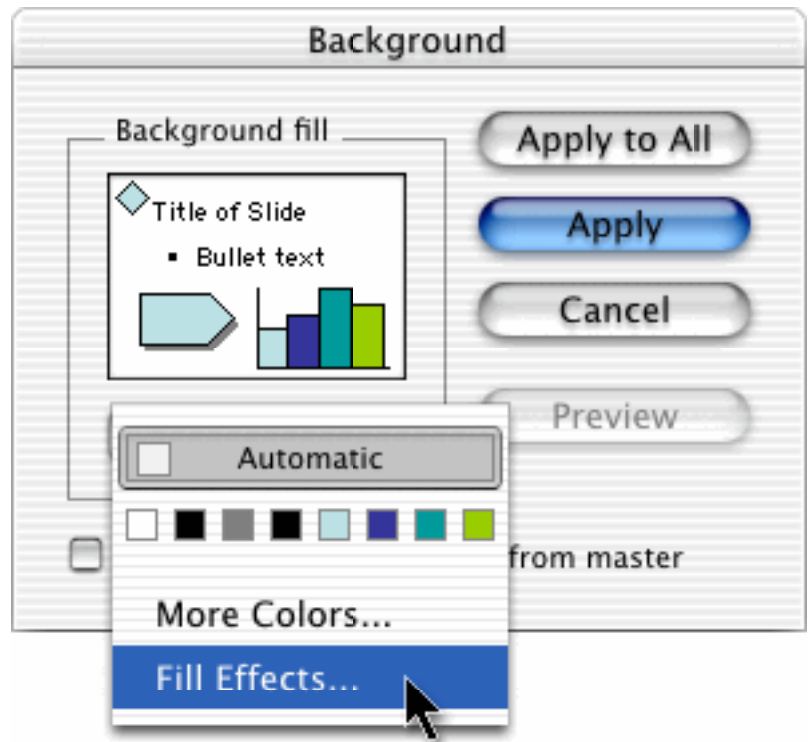 Background
Background fill
Apply to All
Title of Slide
Apply
Bullet text
Cancel
Preview
Automatic
from master
More Colors...
Fill Effects...